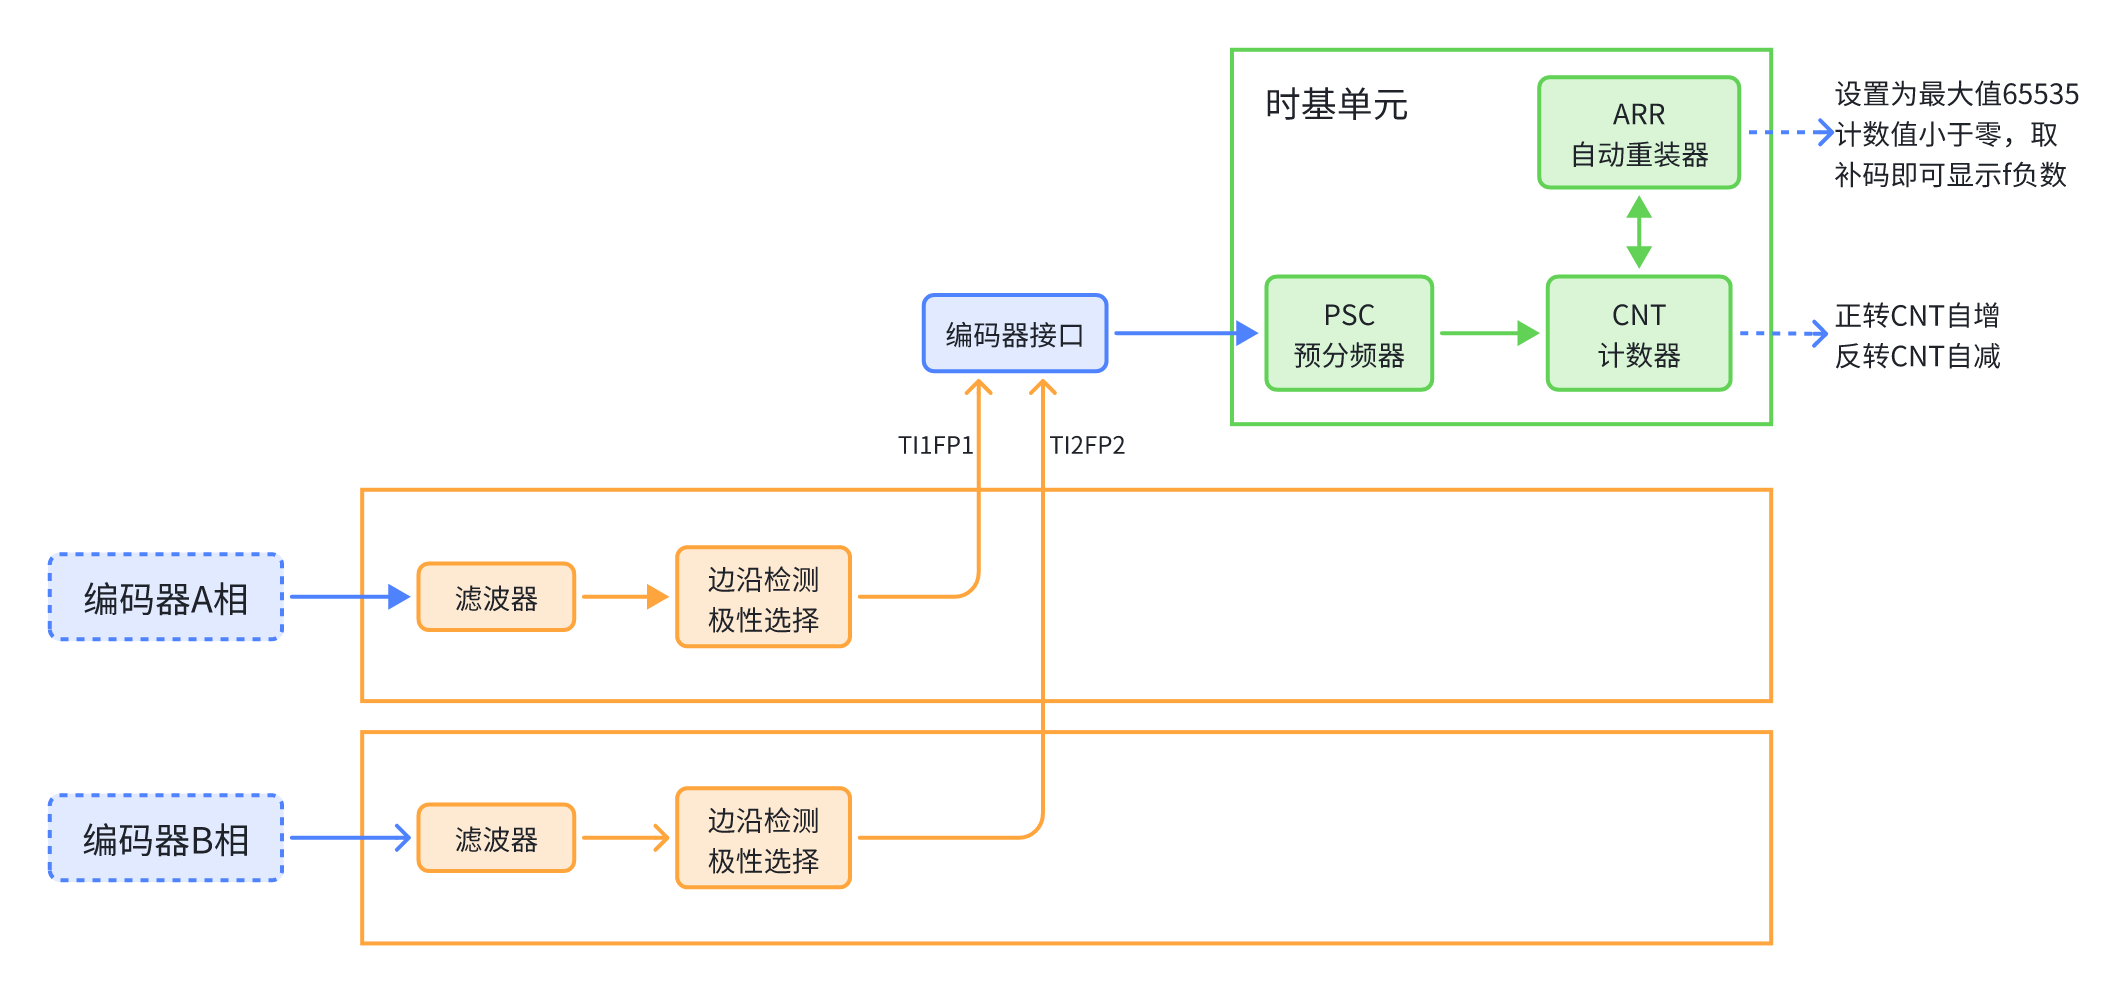 时基单元
ARR
自动重装器
设置为最大值65535
计数值小于零，取
补码即可显示f负数
编码器接口
PSC
预分频器
CNT
计数器
正转CNT自增
反转CNT自减
TI1FP1
TI2FP2
编码器A相
滤波器
边沿检测
极性选择
编码器B相
滤波器
边沿检测
极性选择